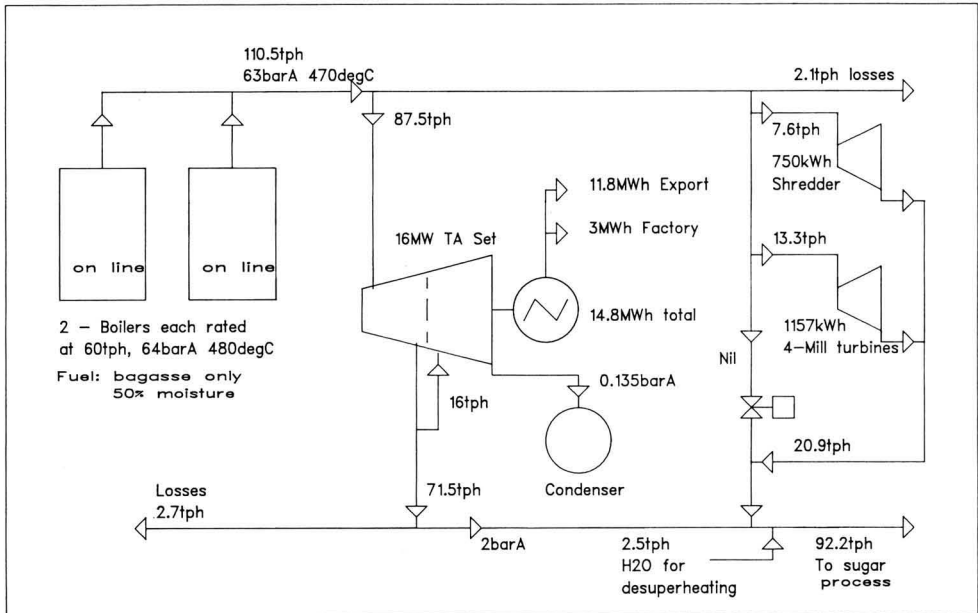 110.5tph
63barA 470degC
2.1tph losses
87.5tph
7.6tph
750kWh
Shredder
11.8MWh Export
3MWh Factory
16MW TA Set
13.3tph
on line
on line
14.8MWh total
1157kWh
4-Mill turbines
2 - Boilers each rated
at 60tph, 64barA 480degC
Fuel: bagasse only
50% moisture
Nil
0.135barA
16tph
20.9tph
Condenser
71.5tph
Losses
2.7tph
2barA
2.5tph
H2O for
desuperheating
92.2tph
To sugar
process